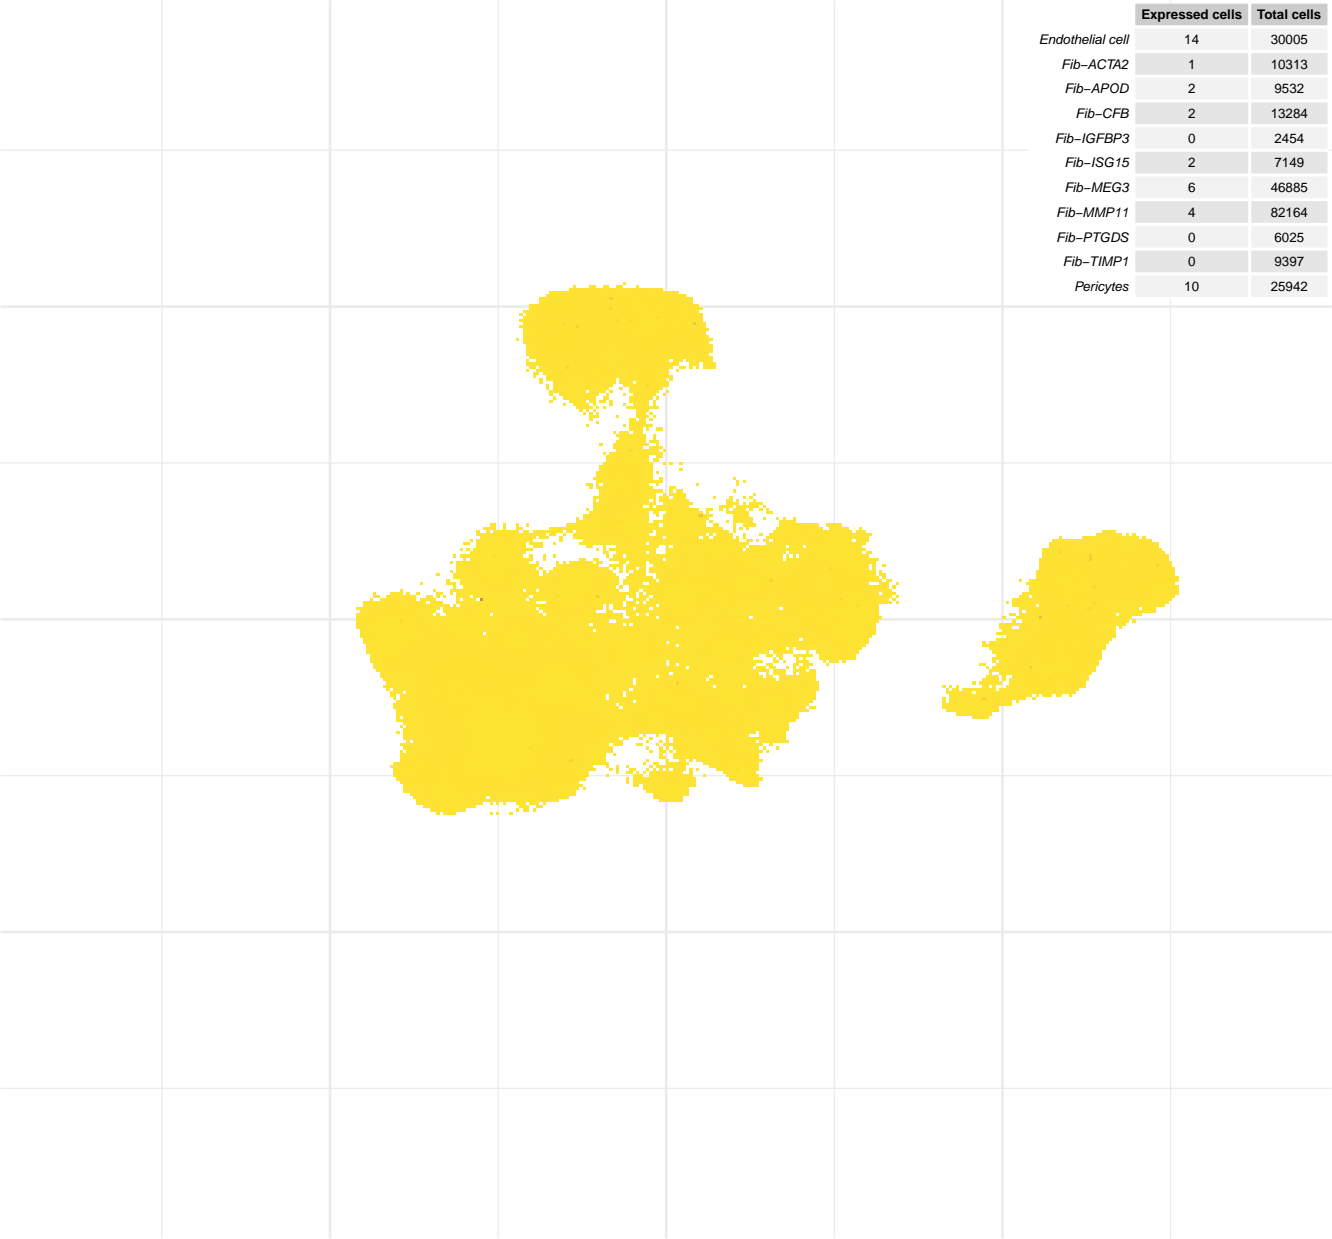 Expressed cells Total cells
Endothelial cell 14 30005
Fib−ACTA2 1 10313
Fib−APOD 2 9532
Fib−CFB 2 13284
Fib−IGFBP3 0 2454
Fib−ISG15 2 7149
Fib−MEG3 6 46885
Fib−MMP11 4 82164
Fib−PTGDS 0 6025
Fib−TIMP1 0 9397
Pericytes 10 25942